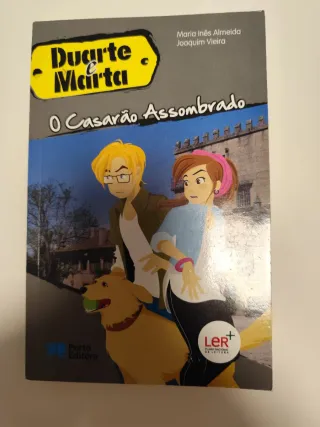 Maria Inês Almeida
Joaquim Vieira
Duarte
e
Marta
O Casarão Assombrado
Porto
Editora
LeR+